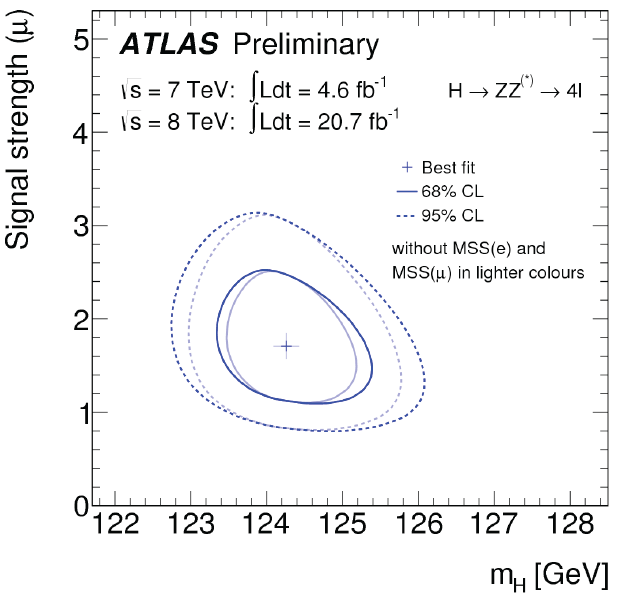 Signal strength (μ)
5
4
3
2
1
0
ATLAS Preliminary
√s = 7 TeV: ∫Ldt = 4.6 fb⁻¹
√s = 8 TeV: ∫Ldt = 20.7 fb⁻¹
H → ZZ⁽*⁾ → 4l
Best fit
68% CL
95% CL
without MSS(e) and
MSS(μ) in lighter colours
122 123 124 125 126 127 128
m_H [GeV]